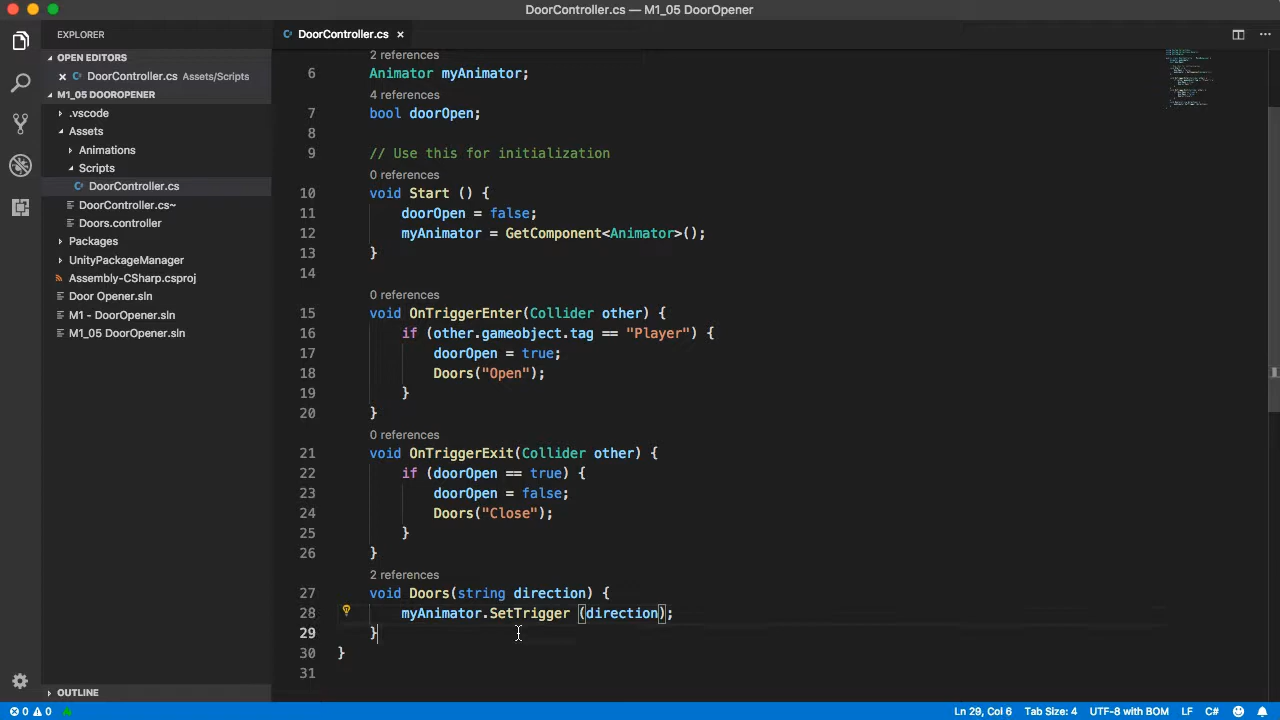 DoorController.cs — M1_05 DoorOpener
EXPLORER
OPEN EDITORS
DoorController.cs Assets/Scripts
M1_05 DOOROPENER
.vscode
Assets
Animations
Scripts
DoorController.cs
DoorController.cs~
Doors.controller
Packages
UnityPackageManager
Assembly-CSharp.csproj
Door Opener.sln
M1 - DoorOpener.sln
M1_05 DoorOpener.sln
OUTLINE
DoorController.cs
2 references
6 Animator myAnimator;
4 references
7 bool doorOpen;
8
9 // Use this for initialization
0 references
10 void Start () {
11 doorOpen = false;
12 myAnimator = GetComponent<Animator>();
13 }
14
0 references
15 void OnTriggerEnter(Collider other) {
16 if (other.gameobject.tag == "Player") {
17 doorOpen = true;
18 Doors("Open");
19 }
20 }
0 references
21 void OnTriggerExit(Collider other) {
22 if (doorOpen == true) {
23 doorOpen = false;
24 Doors("Close");
25 }
26 }
2 references
27 void Doors(string direction) {
28 myAnimator.SetTrigger (direction);
29 }
30 }
31
0 0 Ln 29, Col 6 Tab Size: 4 UTF-8 with BOM LF C#